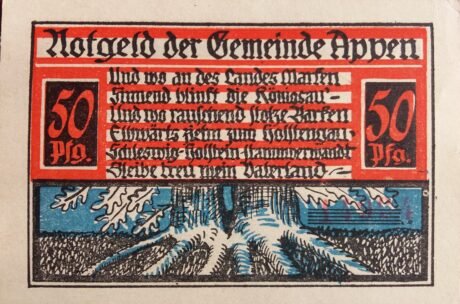 Notgeld der Gemeinde Appen
50 Pfg.
Und wo an des Landes Marken
Sinnend blinkt die Königsau –
Und wo rauschend stolze Barken
Elbwärts ziehn zum Holstengau –
Schleswig-Holstein stammverwandt
Bleibe treu mein Vaterland –
50 Pfg.